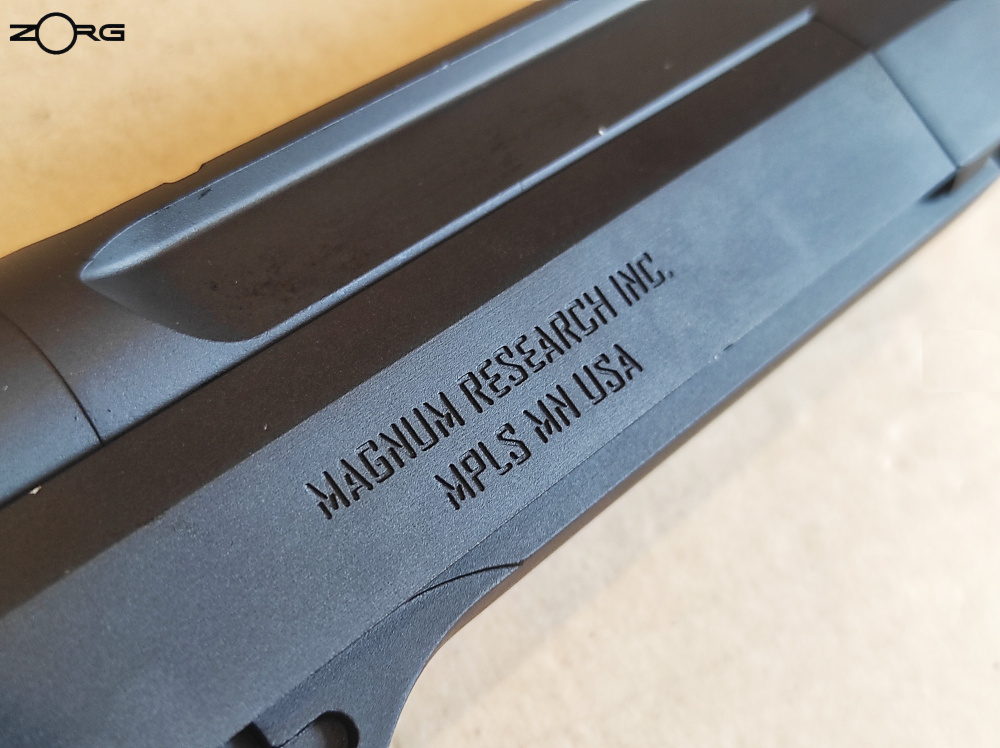 ZORG
MAGNUM RESEARCH INC.
MPLS MN USA